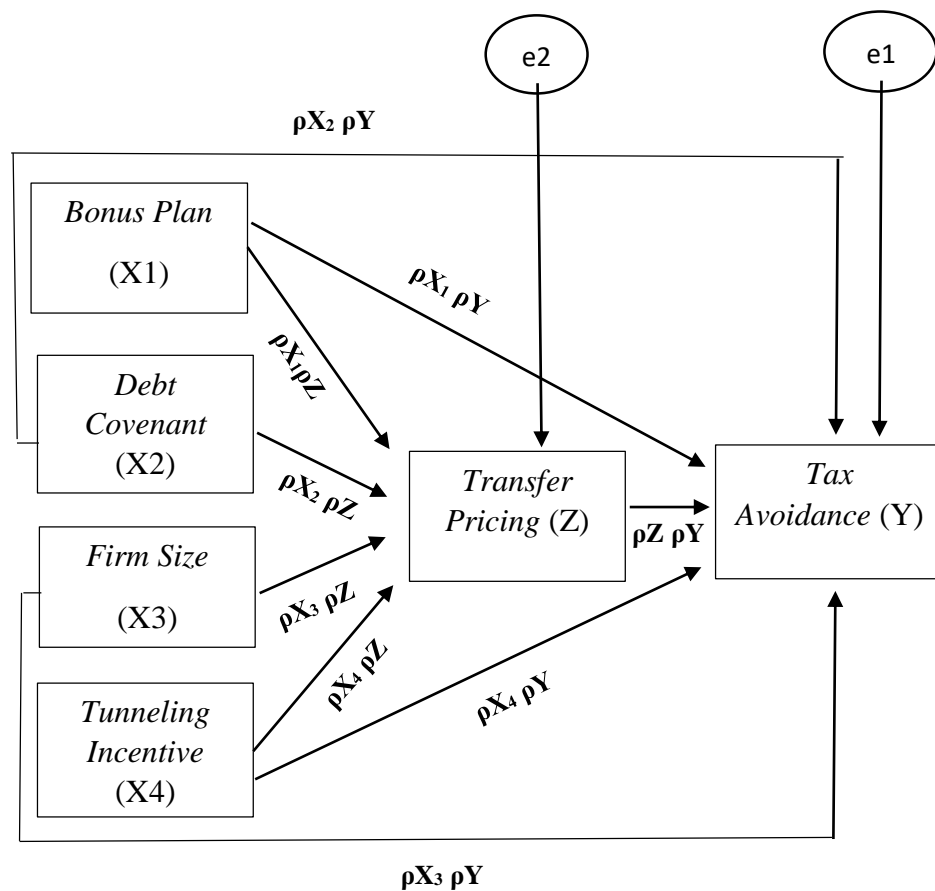 e2
e1
ρX₂ ρY
Bonus Plan
(X1)
ρX₁ ρY
ρX₁ρZ
Debt
Covenant
(X2)
ρX₂ ρZ
Transfer
Pricing (Z)
ρZ ρY
Tax
Avoidance (Y)
Firm Size
(X3)
ρX₃ ρZ
ρX₄ ρZ
ρX₄ ρY
Tunneling
Incentive
(X4)
ρX₃ ρY